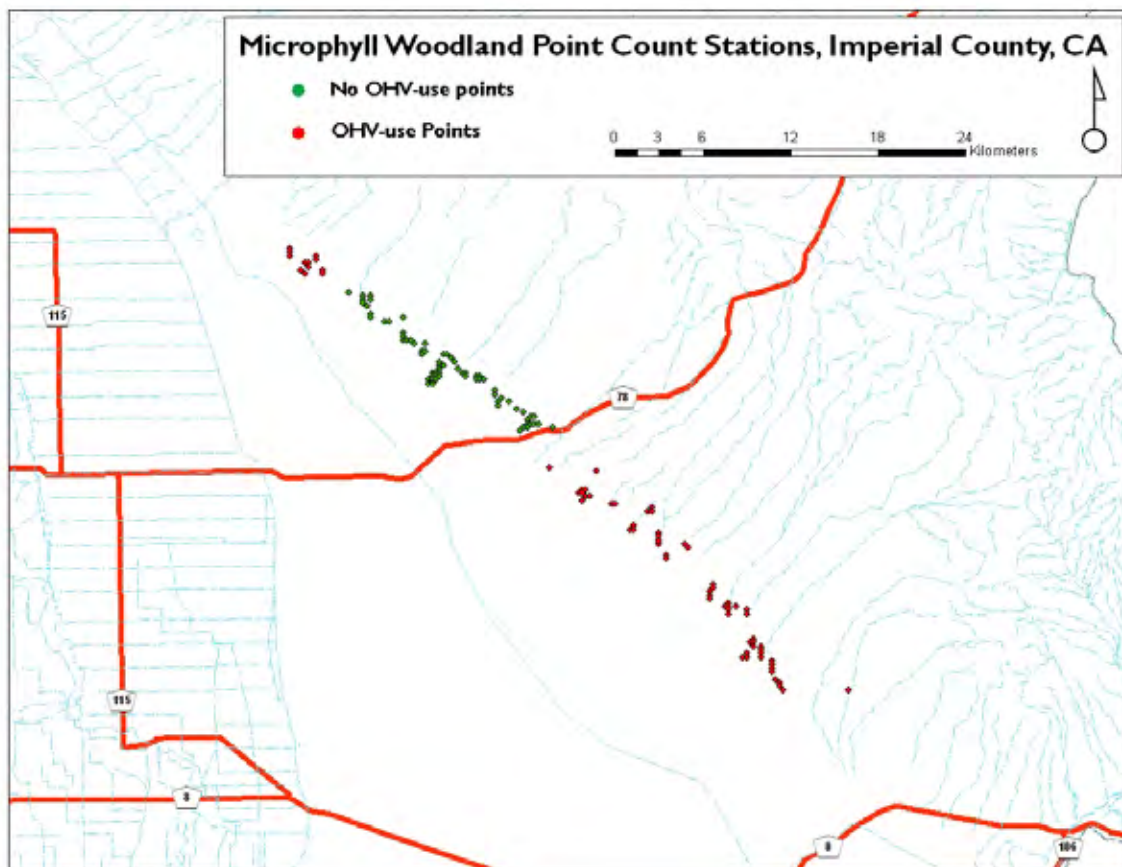 Microphyll Woodland Point Count Stations, Imperial County, CA
No OHV-use points
OHV-use Points
0 3 6 12 18 24
Kilometers
115
78
115
8
8
186